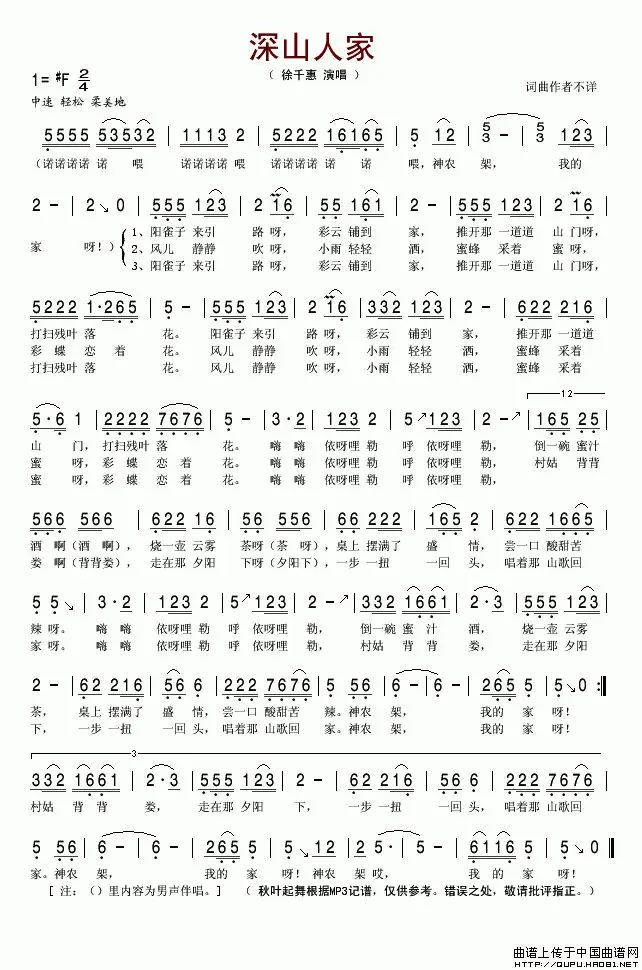 深山人家
（ 徐千惠 演唱 ）
1= #F 2/4
词曲作者不详
中速 轻松 柔美地
5555 53532 | 1113 2 | 5222 16165 | 5 12 | 5/3 - | 5/3 123 |
（诺诺诺诺 诺 喂 诺诺诺诺 喂 诺诺诺诺 诺 诺 喂，神农 架， 我的
2 - | 2↘0 | 555 123 | 2 16 | 555 361 | 2 - | 555 123 | 2 16 |
家 呀！）
1、阳雀子 来引 路 呀， 彩云 铺到 家， 推开那 一道道 山 门呀，
2、风儿 静静 吹 呀， 小雨 轻轻 洒， 蜜蜂 采着 蜜 呀，
3、阳雀子 来引 路 呀， 彩云 铺到 家， 推开那 一道道 山 门呀，
5222 1·265 | 5 - | 555 123 | 2 16 | 332 123 | 2 - | 622 216 |
打扫残叶 落 花。 阳雀子 来引 路 呀， 彩云 铺到 家， 推开那 一道道
彩 蝶 恋 着 花。 风儿 静静 吹 呀， 小雨 轻轻 洒， 蜜蜂 采着
打扫残叶 落 花。 风儿 静静 吹 呀， 小雨 轻轻 洒， 蜜蜂 采着
12
5·6 1 | 2222 7676 | 5 - | 3·2 | 123 2 | 5↗123 | 2 -↗ | 165 25 |
山 门， 打扫残叶 落 花。 嗨 嗨 依呀哩 勒 呼 依呀哩 勒， 倒一碗 蜜汁
蜜 呀， 彩 蝶 恋 着 花。 嗨 嗨 依呀哩 勒 呼 依呀哩 勒， 村姑 背背
蜜 呀， 彩 蝶 恋 着 花。 嗨 嗨 依呀哩 勒 呼 依呀哩 勒，
566 566 | 622 16 | 56 56 | 66 222 | 165 2 | 622 1665 |
酒 啊（酒 啊）， 烧一壶 云雾 茶呀（茶 呀），桌上 摆满了 盛 情， 尝一口 酸甜苦
娄 啊（背背娄）， 走在那 夕阳 下呀（夕阳下），一步 一扭 一回 头， 唱着那 山歌回
5 5↘ | 3·2 | 123 2 | 5↗123 | 2 - | 332 1661 | 2·3 | 555 123 |
辣 呀。 嗨 嗨 依呀哩 勒 呼 依呀哩 勒， 倒一碗 蜜 汁 酒， 烧一壶 云雾
家 呀。 嗨 嗨 依呀哩 勒 呼 依呀哩 勒， 村姑 背 背 娄， 走在那 夕阳
2 - | 62 216 | 56 6 | 222 7676 | 5 56 | 6 - | 6 - | 265 5 | 5↘0 :‖
茶， 桌上 摆满了 盛 情， 尝一口 酸甜苦 辣。神农 架， 我的 家 呀！
下， 一步 一扭 一回 头， 唱着那 山歌回 家。神农 架， 我的 家 呀！
3
332 1661 | 2·3 | 555 123 | 2 - | 62 216 | 56 6 | 555 7676 |
村姑 背 背 娄， 走在那 夕阳 下， 一步 一扭 一回 头， 唱着那 山歌回
5 56 | 6 - | 6 - | 265 5 | 5↘12 | 2 5 | 6116 5 | 5↘0 ‖
家。神农 架， 我的 家 呀！神农 架 哎， 我 的 家 呀！
[ 注：（）里内容为男声伴唱。]　（ 秋叶起舞根据MP3记谱，仅供参考。错误之处，敬请批评指正。）
曲谱上传于中国曲谱网
HTTP://QUPU.HAO81.NET